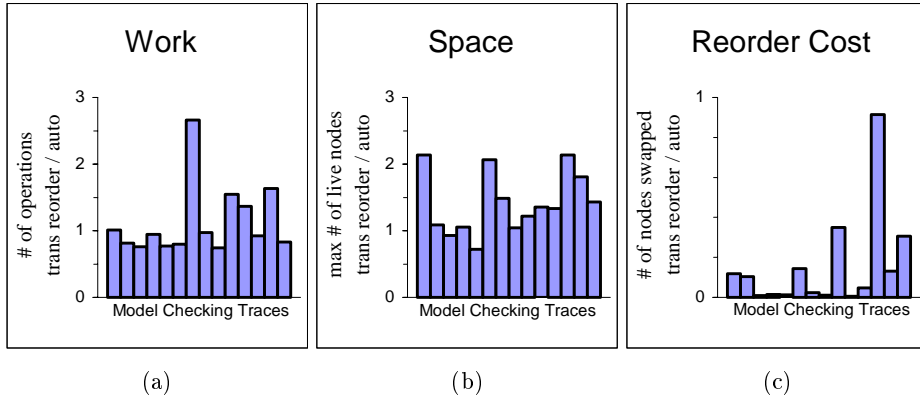 Work
# of operations
trans reorder / auto
3
2
1
0
Model Checking Traces
(a)
Space
max # of live nodes
trans reorder / auto
3
2
1
0
Model Checking Traces
(b)
Reorder Cost
# of nodes swapped
trans reorder / auto
1
0
Model Checking Traces
(c)